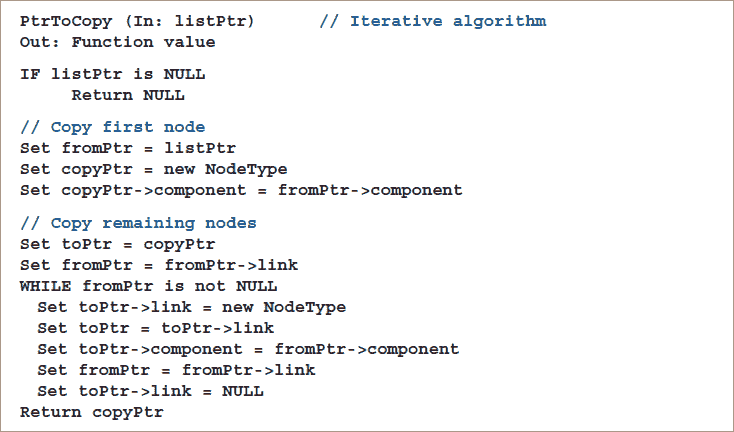 PtrToCopy (In: listPtr)      // Iterative algorithm
Out: Function value
IF listPtr is NULL
     Return NULL
// Copy first node
Set fromPtr = listPtr
Set copyPtr = new NodeType
Set copyPtr->component = fromPtr->component
// Copy remaining nodes
Set toPtr = copyPtr
Set fromPtr = fromPtr->link
WHILE fromPtr is not NULL
  Set toPtr->link = new NodeType
  Set toPtr = toPtr->link
  Set toPtr->component = fromPtr->component
  Set fromPtr = fromPtr->link
  Set toPtr->link = NULL
Return copyPtr